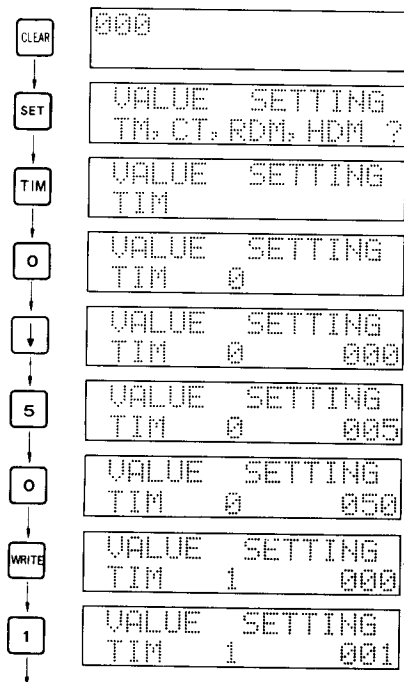 CLEAR
000
SET
VALUE SETTING
TM, CT, RDM, HDM ?
TIM
VALUE SETTING
TIM
0
VALUE SETTING
TIM 0
↓
VALUE SETTING
TIM 0 000
5
VALUE SETTING
TIM 0 005
0
VALUE SETTING
TIM 0 050
WRITE
VALUE SETTING
TIM 1 000
1
VALUE SETTING
TIM 1 001